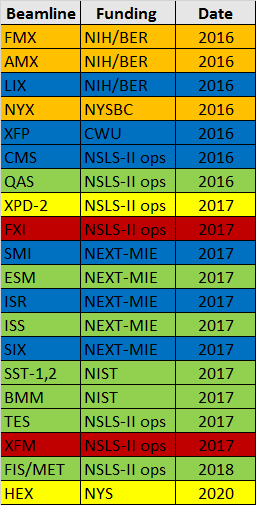 Beamline Funding Date
FMX NIH/BER 2016
AMX NIH/BER 2016
LIX NIH/BER 2016
NYX NYSBC 2016
XFP CWU 2016
CMS NSLS-II ops 2016
QAS NSLS-II ops 2016
XPD-2 NSLS-II ops 2017
FXI NSLS-II ops 2017
SMI NEXT-MIE 2017
ESM NEXT-MIE 2017
ISR NEXT-MIE 2017
ISS NEXT-MIE 2017
SIX NEXT-MIE 2017
SST-1,2 NIST 2017
BMM NIST 2017
TES NSLS-II ops 2017
XFM NSLS-II ops 2017
FIS/MET NSLS-II ops 2018
HEX NYS 2020